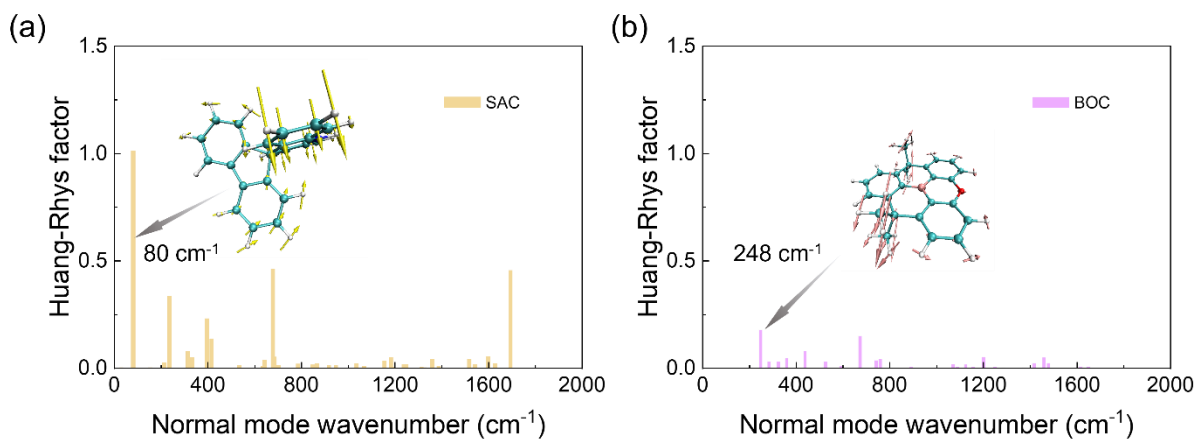 (a)
1.5
1.0
0.5
0.0
Huang-Rhys factor
SAC
80 cm⁻¹
0
400
800
1200
1600
2000
Normal mode wavenumber (cm⁻¹)
(b)
1.5
1.0
0.5
0.0
Huang-Rhys factor
BOC
248 cm⁻¹
0
400
800
1200
1600
2000
Normal mode wavenumber (cm⁻¹)